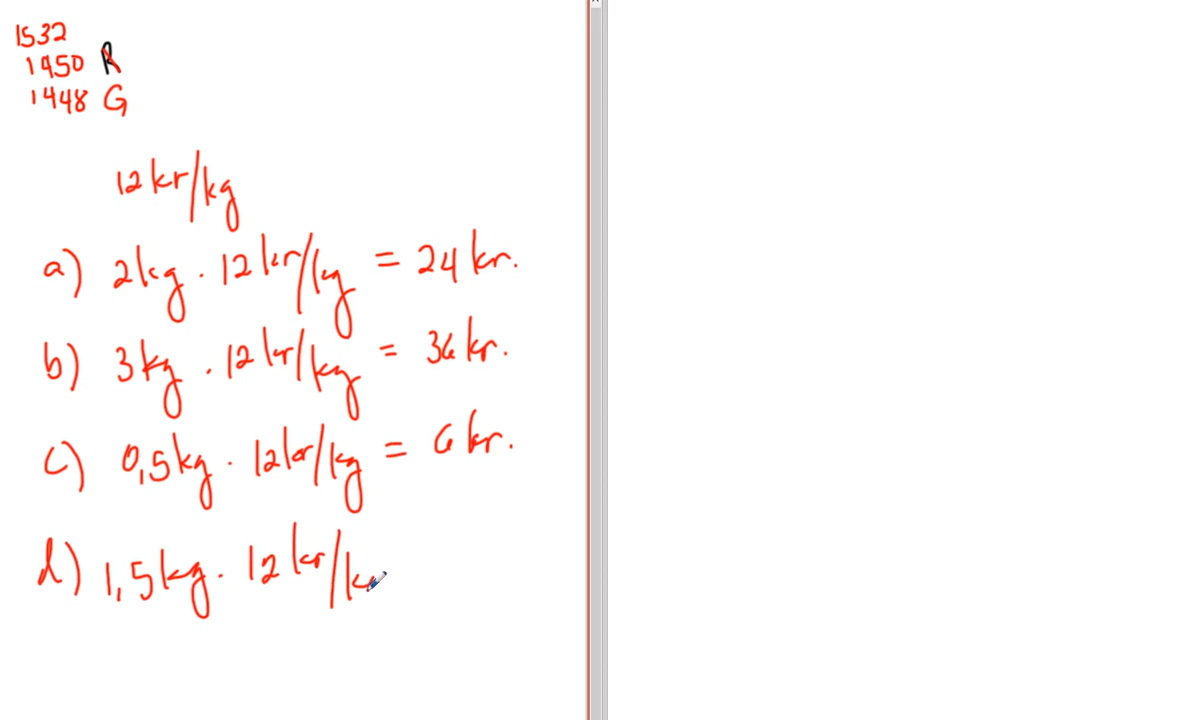 1532
1450 R
1448 G
12 kr/kg
a) 2kg · 12 kr/kg = 24 kr.
b) 3kg · 12 kr/kg = 36 kr.
c) 0,5kg · 12kr/kg = 6 kr.
d) 1,5kg · 12 kr/k